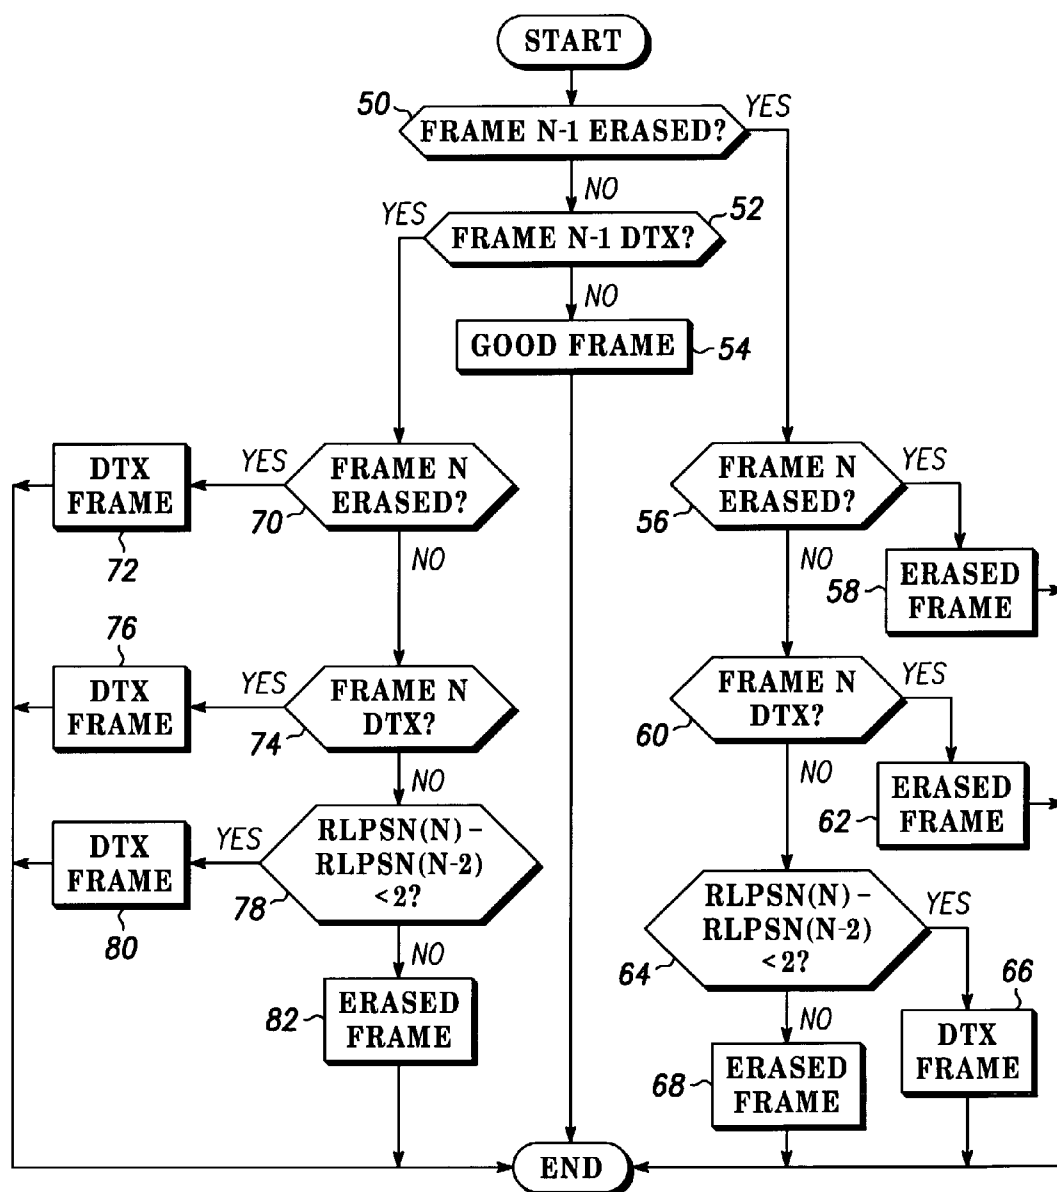 START
50
FRAME N-1 ERASED?
YES
NO
YES
52
FRAME N-1 DTX?
NO
GOOD FRAME
54
DTX
FRAME
72
YES
FRAME N
ERASED?
70
NO
FRAME N
ERASED?
56
YES
NO
58
ERASED
FRAME
76
DTX
FRAME
YES
FRAME N
DTX?
74
NO
FRAME N
DTX?
60
YES
NO
62
ERASED
FRAME
DTX
FRAME
80
YES
RLPSN(N) –
RLPSN(N-2)
<2?
78
NO
82
ERASED
FRAME
RLPSN(N) –
RLPSN(N-2)
<2?
64
YES
NO
66
DTX
FRAME
68
ERASED
FRAME
END